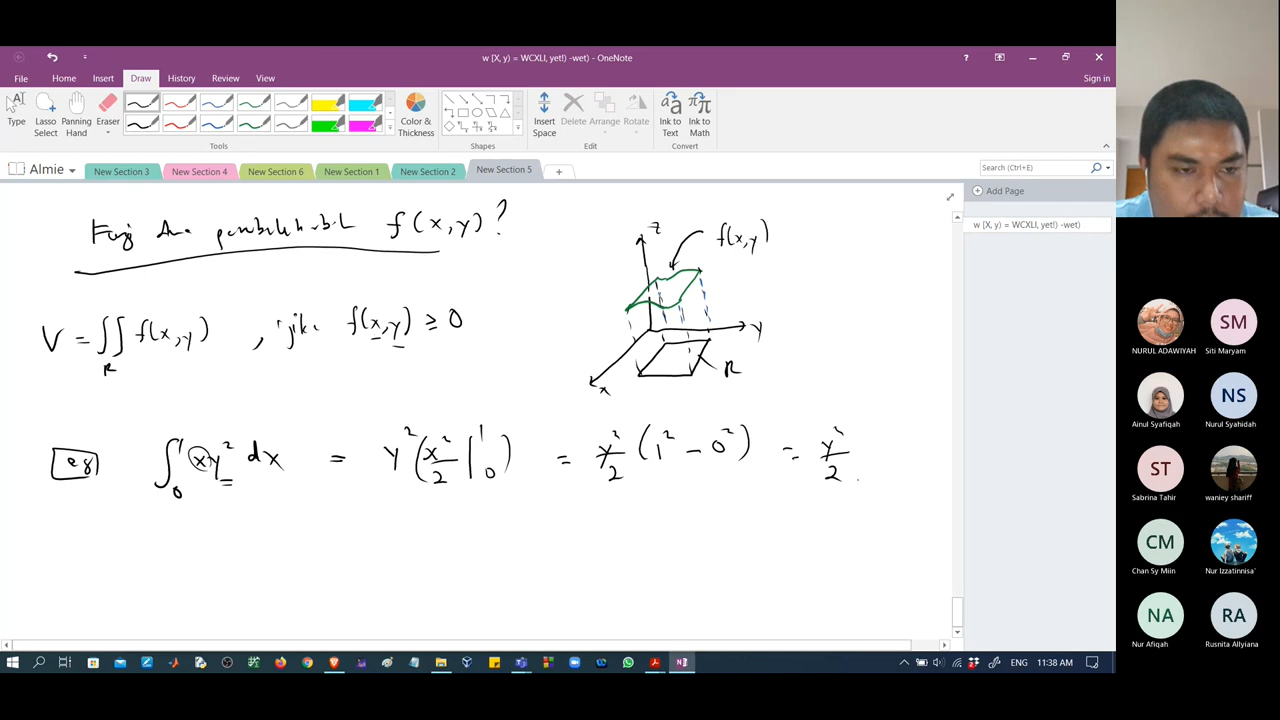 w [X, y) = WCXLI, yet!) -wet) - OneNote
File Home Insert Draw History Review View
Sign in
Type
Lasso Select
Panning Hand
Eraser
Color & Thickness
Insert Space
Delete
Arrange
Rotate
Ink to Text
Ink to Math
Tools
Shapes
Edit
Convert
Almie
New Section 3
New Section 4
New Section 6
New Section 1
New Section 2
New Section 5
Search (Ctrl+E)
Add Page
w [X, y) = WCXLI, yet!) -wet)
f(x,y)?
z
f(x,y)
y
x
R
V = ∬_R f(x,y) , jika f(x,y) ≥ 0
eg ∫₀¹ xy² dx = y² (x²/2 |₀¹) = y²/2 (1² - 0²) = y²/2
NURUL ADAWIYAH
SM
Siti Maryam
Ainul Syafiqah
NS
Nurul Syahidah
ST
Sabrina Tahir
waniey shariff
CM
Chan Sy Miin
Nur Izzatinnisa'
NA
Nur Afiqah
RA
Rusnita Allyiana
ENG
11:38 AM